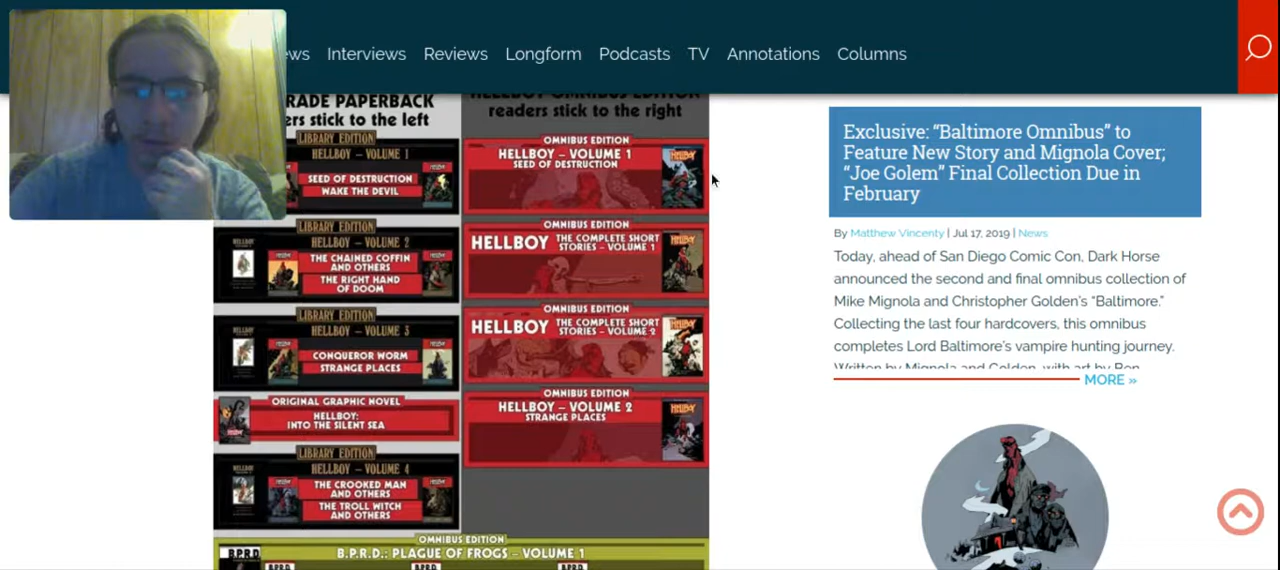 Interviews Reviews Longform Podcasts TV Annotations Columns
RADE PAPERBACK
ers stick to the left
LIBRARY EDITION
HELLBOY – VOLUME 1
SEED OF DESTRUCTION
WAKE THE DEVIL
LIBRARY EDITION
HELLBOY – VOLUME 2
THE CHAINED COFFIN
AND OTHERS
THE RIGHT HAND
OF DOOM
LIBRARY EDITION
HELLBOY – VOLUME 3
CONQUEROR WORM
STRANGE PLACES
ORIGINAL GRAPHIC NOVEL
HELLBOY:
INTO THE SILENT SEA
LIBRARY EDITION
HELLBOY – VOLUME 4
THE CROOKED MAN
AND OTHERS
THE TROLL WITCH
AND OTHERS
HELLBOY OMNIBUS EDITION
readers stick to the right
OMNIBUS EDITION
HELLBOY – VOLUME 1
SEED OF DESTRUCTION
OMNIBUS EDITION
HELLBOY THE COMPLETE SHORT
STORIES – VOLUME 1
OMNIBUS EDITION
HELLBOY THE COMPLETE SHORT
STORIES – VOLUME 2
OMNIBUS EDITION
HELLBOY – VOLUME 2
STRANGE PLACES
OMNIBUS EDITION
B.P.R.D.: PLAGUE OF FROGS – VOLUME 1
B.P.R.D.
Exclusive: “Baltimore Omnibus” to
Feature New Story and Mignola Cover;
“Joe Golem” Final Collection Due in
February
By Matthew Vincenty | Jul 17, 2019 | News
Today, ahead of San Diego Comic Con, Dark Horse
announced the second and final omnibus collection of
Mike Mignola and Christopher Golden's “Baltimore.”
Collecting the last four hardcovers, this omnibus
completes Lord Baltimore's vampire hunting journey.
Written by Mignola and Golden, with art by Ben
MORE »